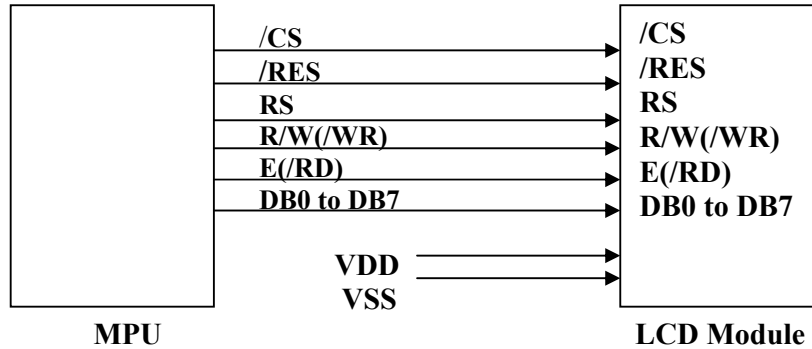 /CS
/RES
RS
R/W(/WR)
E(/RD)
DB0 to DB7
VDD
VSS
/CS
/RES
RS
R/W(/WR)
E(/RD)
DB0 to DB7
MPU
LCD Module